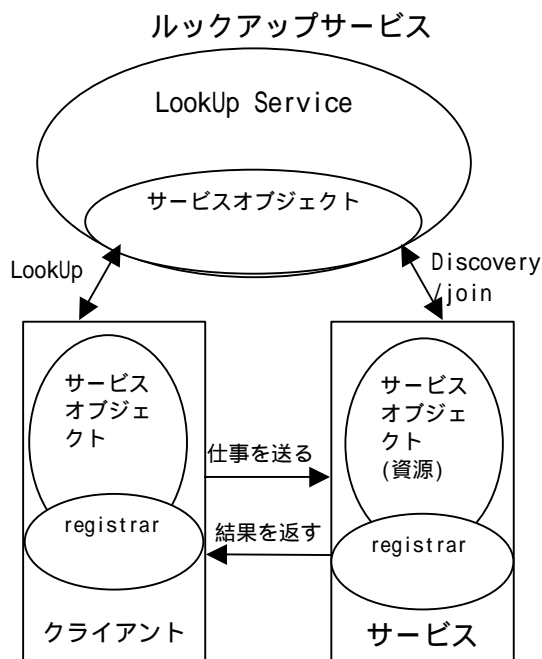 ルックアップサービス
LookUp Service
サービスオブジェクト
LookUp
Discovery
/join
サービス
オブジェ
クト
registrar
クライアント
仕事を送る
結果を返す
サービス
オブジェ
クト
(資源)
registrar
サービス